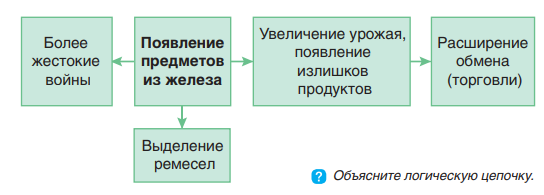 Более
жестокие
войны
Появление
предметов
из железа
Увеличение урожая,
появление
излишков
продуктов
Расширение
обмена
(торговли)
Выделение
ремесел
? Объясните логическую цепочку.